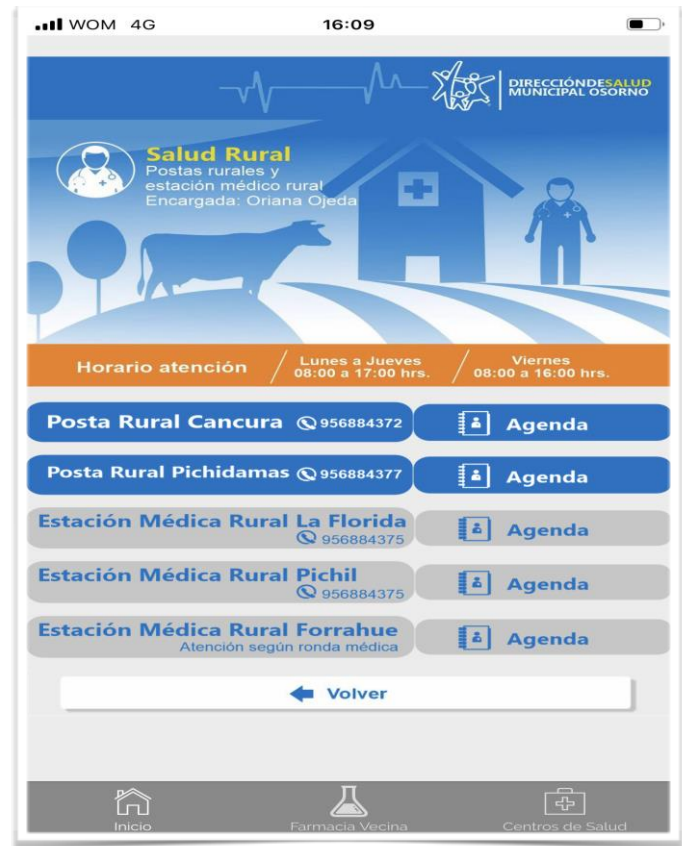 WOM 4G 16:09
DIRECCIÓNDESALUD
MUNICIPAL OSORNO
Salud Rural
Postas rurales y
estación médico rural
Encargada: Oriana Ojeda
Horario atención
Lunes a Jueves
08:00 a 17:00 hrs.
Viernes
08:00 a 16:00 hrs.
Posta Rural Cancura 956884372 Agenda
Posta Rural Pichidamas 956884377 Agenda
Estación Médica Rural La Florida
956884375
Agenda
Estación Médica Rural Pichil
956884375
Agenda
Estación Médica Rural Forrahue
Atención según ronda médica
Agenda
Volver
Inicio Farmacia Vecina Centros de Salud